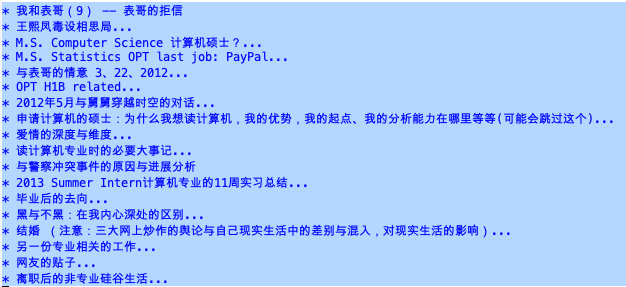 * 我和表哥（9） -- 表哥的拒信
* 王熙凤毒设相思局...
* M.S. Computer Science 计算机硕士？...
* M.S. Statistics OPT last job: PayPal...
* 与表哥的情意 3、22、2012...
* OPT H1B related...
* 2012年5月与舅舅穿越时空的对话...
* 申请计算机的硕士：为什么我想读计算机，我的优势，我的起点、我的分析能力在哪里等等(可能会跳过这个)...
* 爱情的深度与维度...
* 读计算机专业时的必要大事记...
* 与警察冲突事件的原因与进展分析
* 2013 Summer Intern计算机专业的11周实习总结...
* 毕业后的去向...
* 黑与不黑：在我内心深处的区别...
* 结婚 （注意：三大网上炒作的舆论与自己现实生活中的差别与混入，对现实生活的影响）...
* 另一份专业相关的工作...
* 网友的贴子...
* 离职后的非专业硅谷生活...